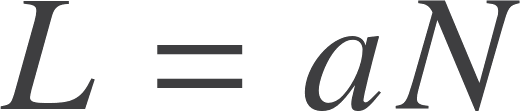 L = aN